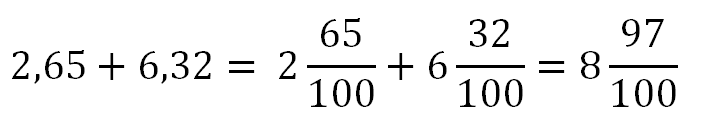 2,65 + 6,32 = 2 65/100 + 6 32/100 = 8 97/100